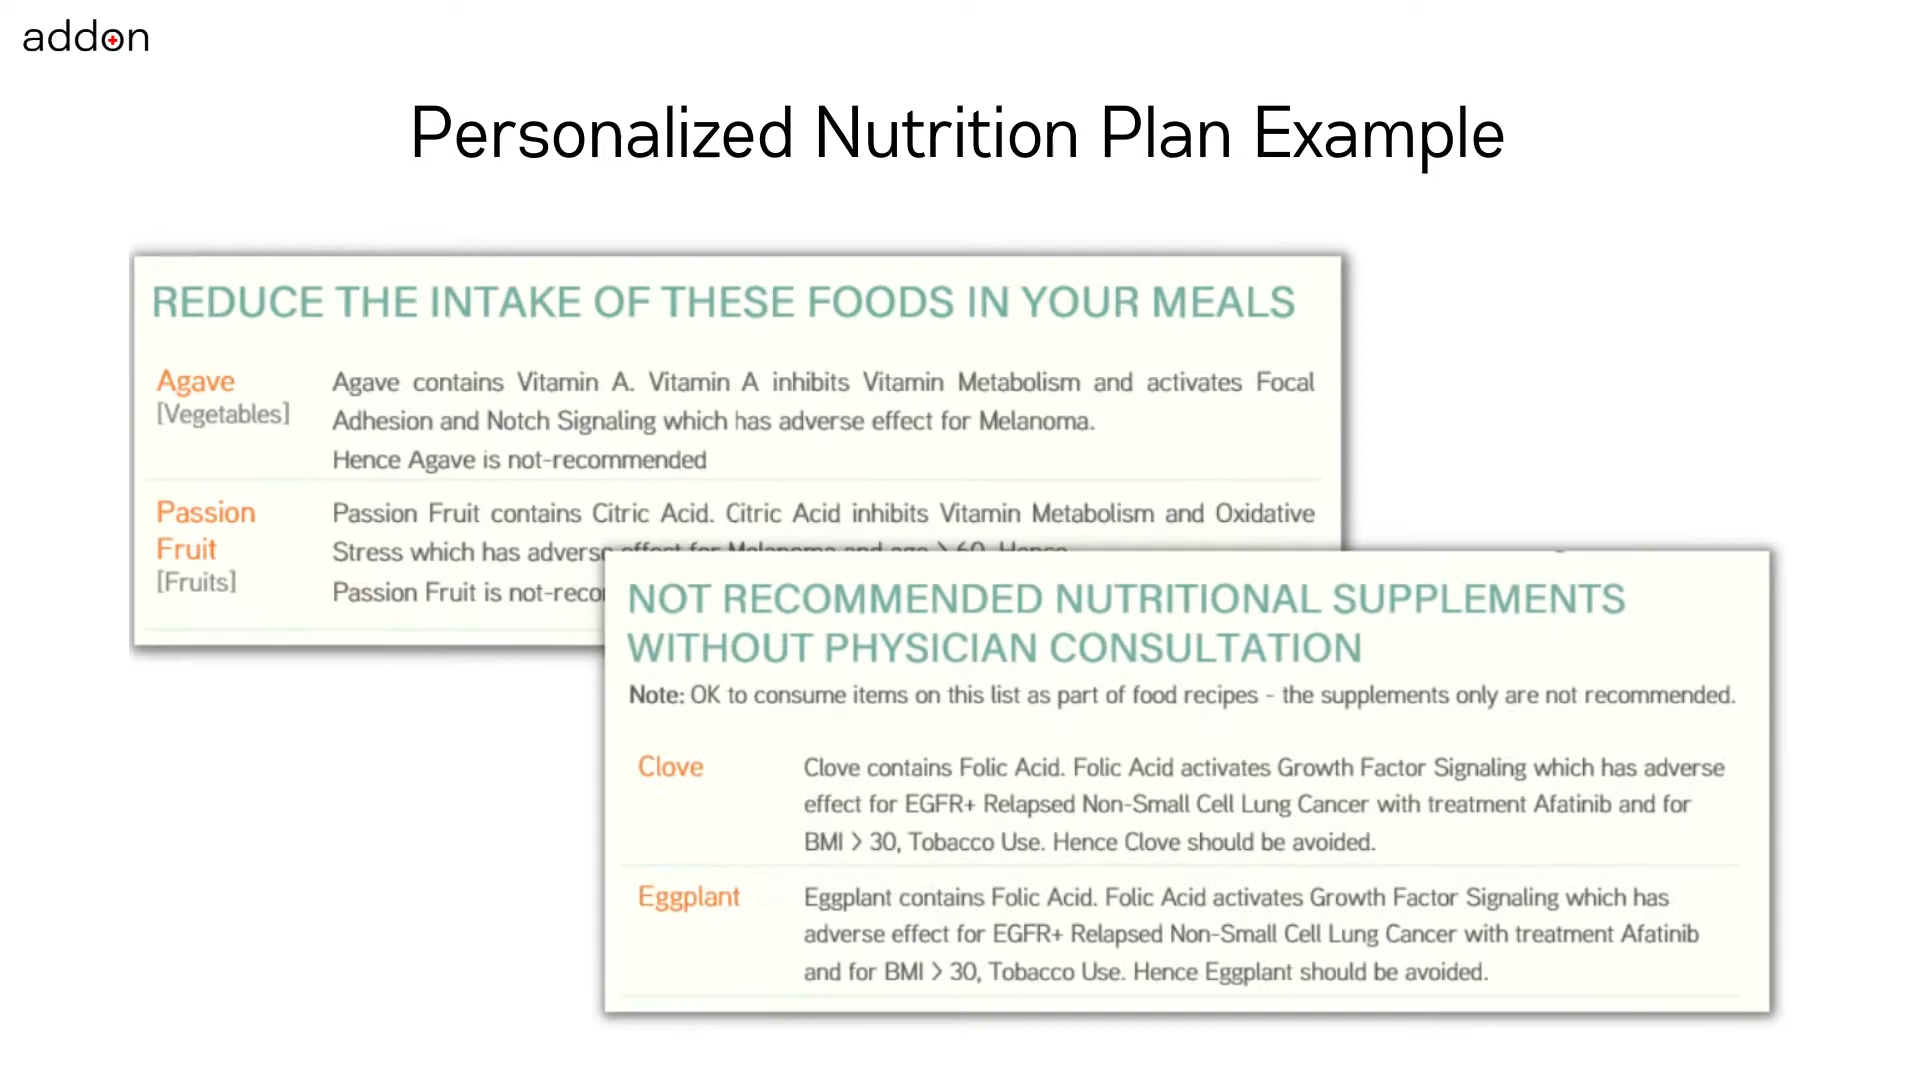 addon
Personalized Nutrition Plan Example
REDUCE THE INTAKE OF THESE FOODS IN YOUR MEALS
Agave
[Vegetables]
Agave contains Vitamin A. Vitamin A inhibits Vitamin Metabolism and activates Focal
Adhesion and Notch Signaling which has adverse effect for Melanoma.
Hence Agave is not-recommended
Passion
Fruit
[Fruits]
Passion Fruit contains Citric Acid. Citric Acid inhibits Vitamin Metabolism and Oxidative
Stress which has adverse effect for Melanoma and age > 60. Hence
Passion Fruit is not-reco
NOT RECOMMENDED NUTRITIONAL SUPPLEMENTS
WITHOUT PHYSICIAN CONSULTATION
Note: OK to consume items on this list as part of food recipes - the supplements only are not recommended.
Clove
Clove contains Folic Acid. Folic Acid activates Growth Factor Signaling which has adverse
effect for EGFR+ Relapsed Non-Small Cell Lung Cancer with treatment Afatinib and for
BMI > 30, Tobacco Use. Hence Clove should be avoided.
Eggplant
Eggplant contains Folic Acid. Folic Acid activates Growth Factor Signaling which has
adverse effect for EGFR+ Relapsed Non-Small Cell Lung Cancer with treatment Afatinib
and for BMI > 30, Tobacco Use. Hence Eggplant should be avoided.